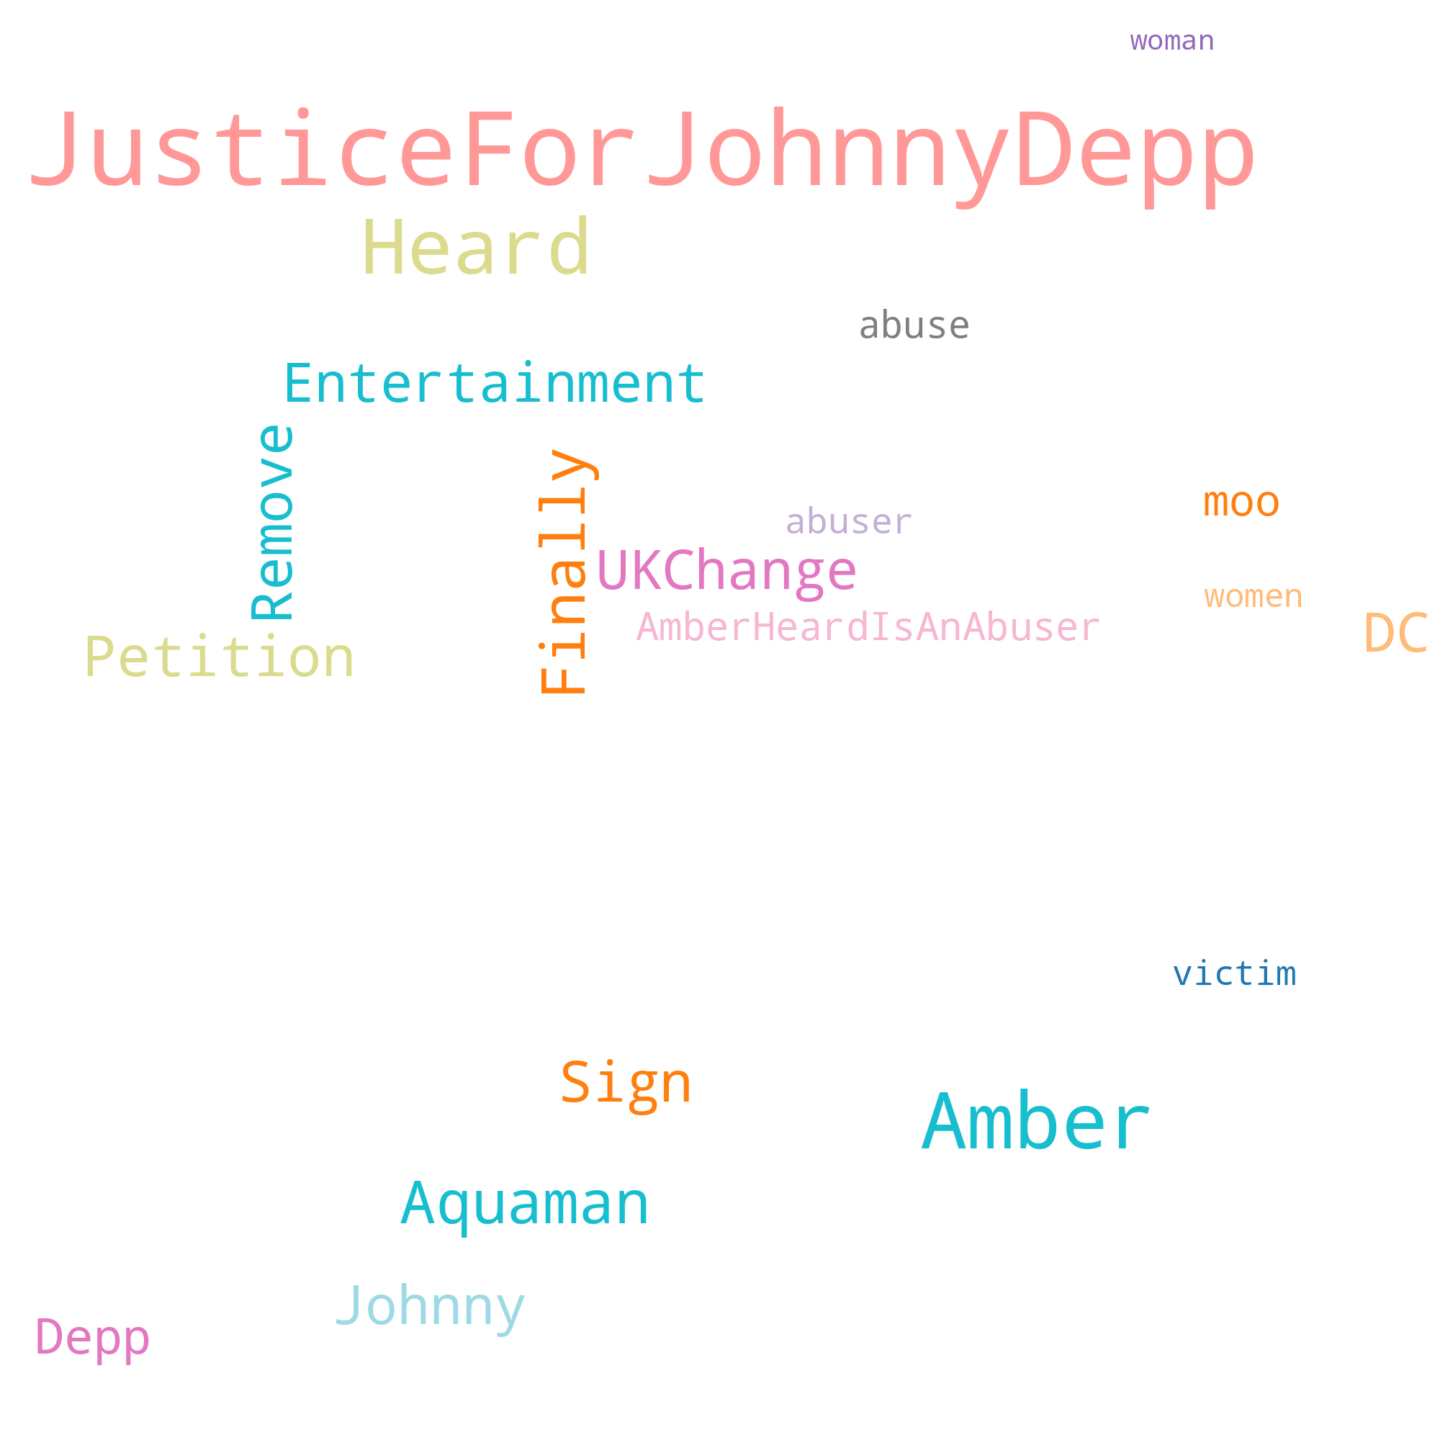 woman
JusticeForJohnnyDepp
Heard
abuse
Entertainment
Remove
Finally
moo
abuser
UKChange
women
AmberHeardIsAnAbuser
DC
Petition
victim
Sign
Amber
Aquaman
Johnny
Depp